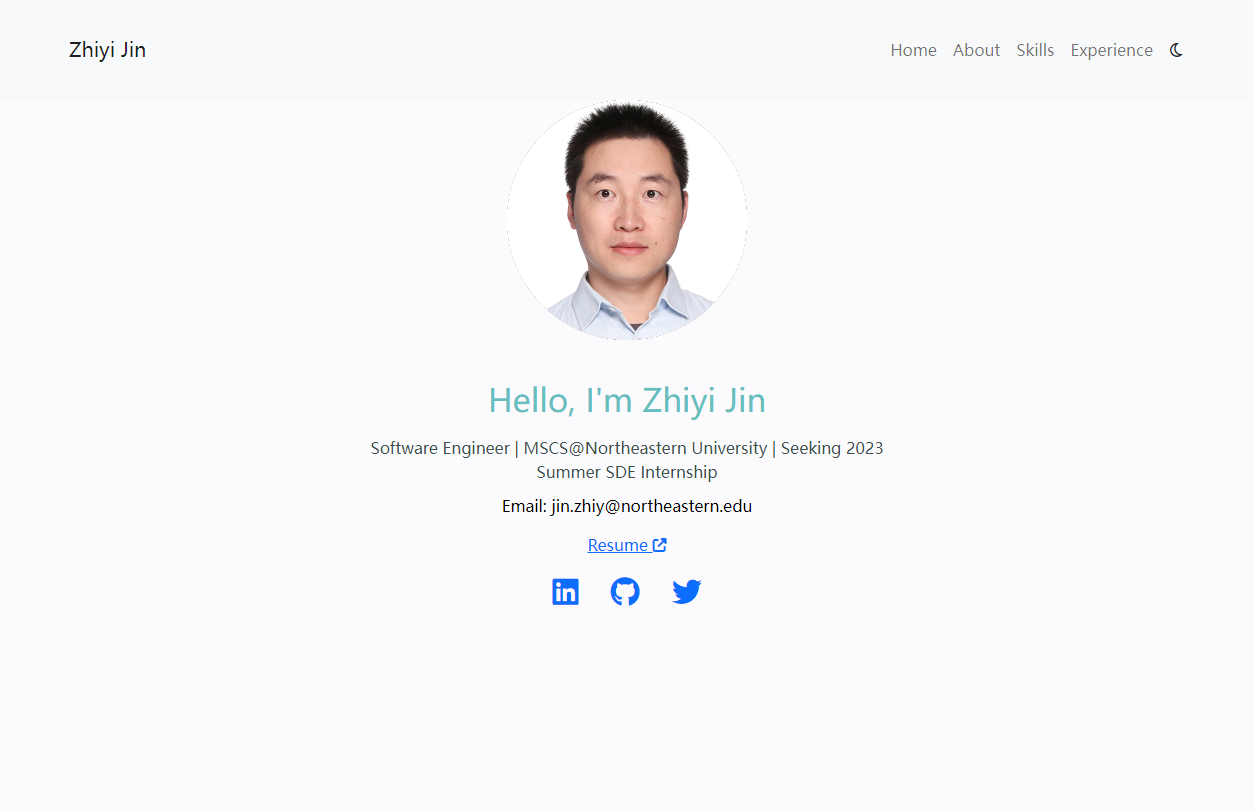 Zhiyi Jin
Home About Skills Experience
Hello, I'm Zhiyi Jin
Software Engineer | MSCS@Northeastern University | Seeking 2023
Summer SDE Internship
Email: jin.zhiy@northeastern.edu
Resume
in